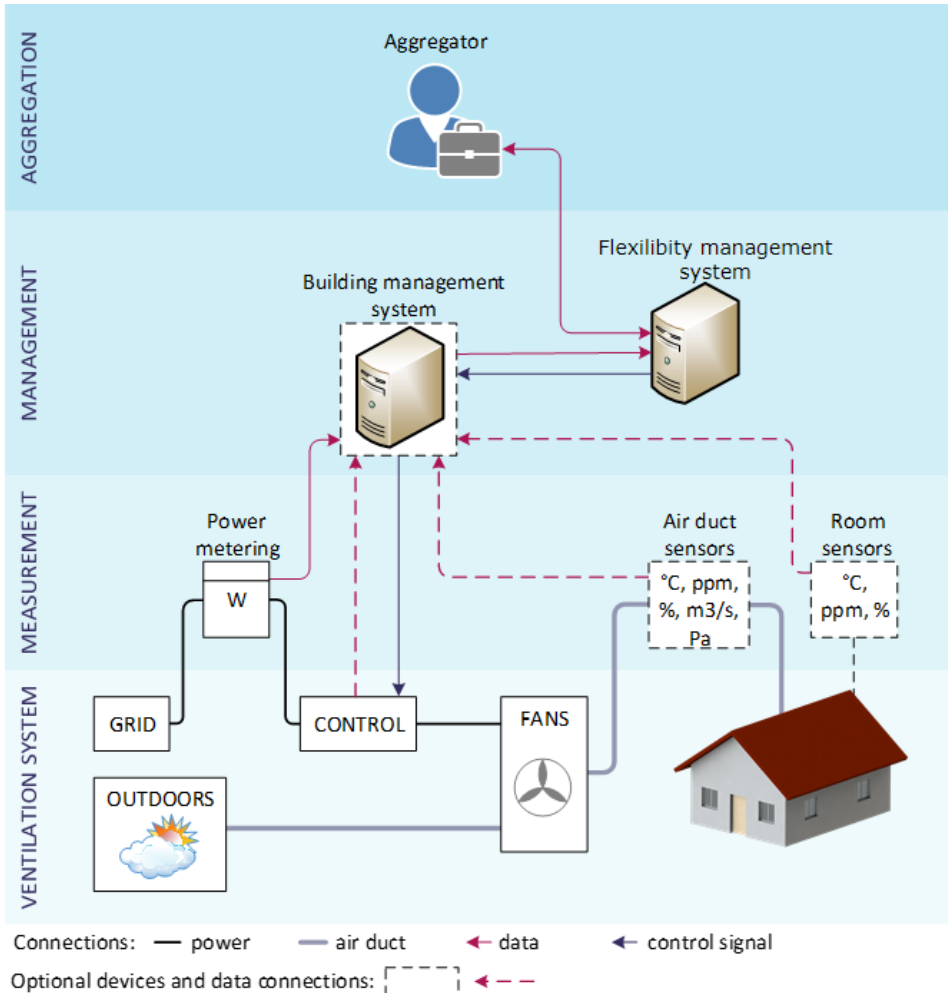 AGGREGATION
Aggregator
MANAGEMENT
Flexilibity management
system
Building management
system
MEASUREMENT
Power
metering
W
Air duct
sensors
°C, ppm,
%, m3/s,
Pa
Room
sensors
°C,
ppm, %
VENTILATION SYSTEM
GRID
CONTROL
FANS
OUTDOORS
Connections: power air duct data control signal
Optional devices and data connections: